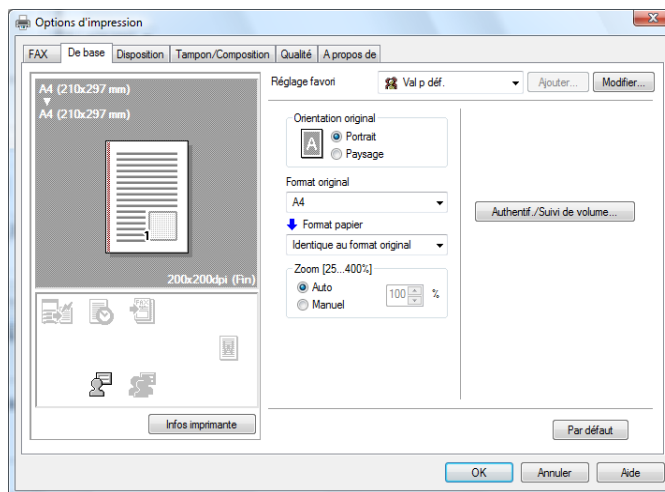 Options d'impression
FAX De base Disposition Tampon/Composition Qualité A propos de
A4 (210x297 mm)
A4 (210x297 mm)
1
200x200dpi (Fin)
Infos imprimante
Réglage favori Val p déf. Ajouter... Modifier...
Orientation original
A Portrait
Paysage
Format original
A4
Format papier
Identique au format original
Zoom [25...400%]
Auto
Manuel 100 %
Authentif./Suivi de volume...
Par défaut
OK Annuler Aide